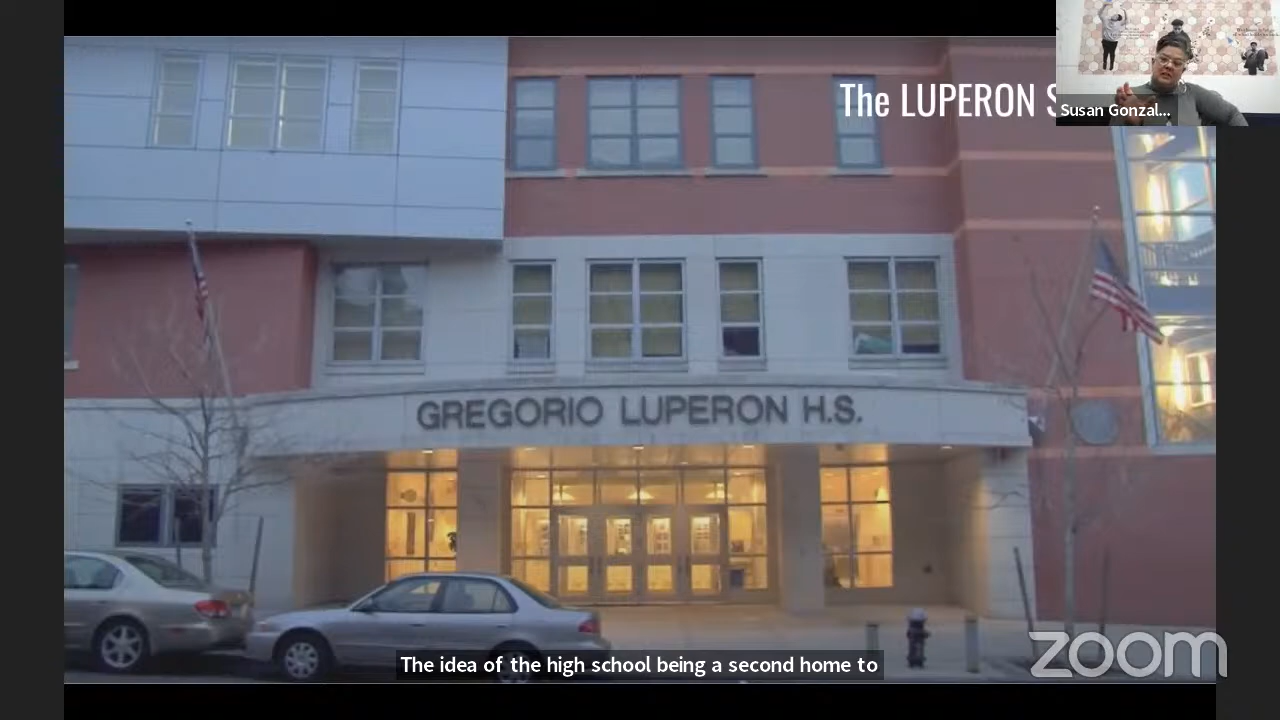 The LUPERON
Susan Gonzal...
GREGORIO LUPERON H.S.
The idea of the high school being a second home to
zoom